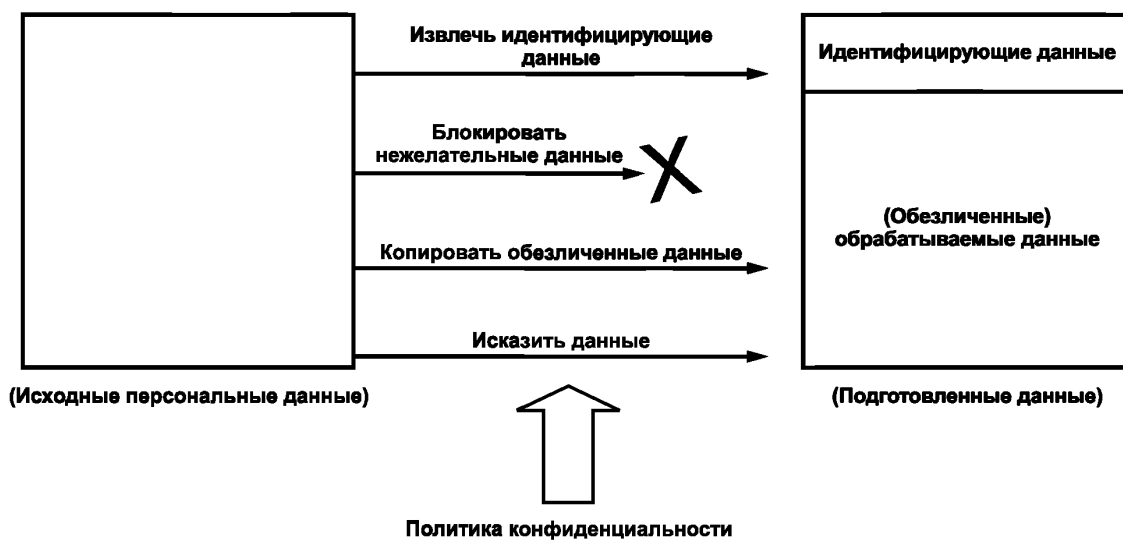 Извлечь идентифицирующие
данные
Идентифицирующие данные
Блокировать
нежелательные данные
(Обезличенные)
обрабатываемые данные
Копировать обезличенные данные
Исказить данные
(Исходные персональные данные)
(Подготовленные данные)
Политика конфиденциальности